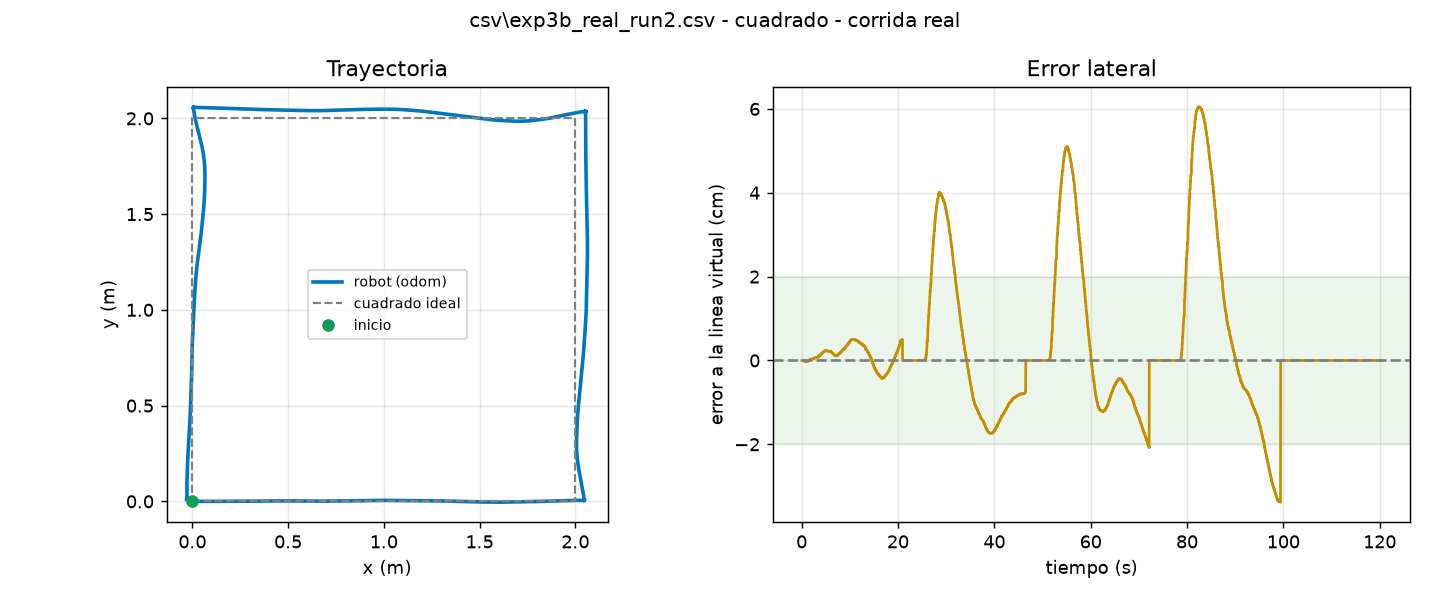 csv\exp3b_real_run2.csv - cuadrado - corrida real
Trayectoria
y (m)
2.0
1.5
1.0
0.5
0.0
robot (odom)
cuadrado ideal
inicio
0.0 0.5 1.0 1.5 2.0
x (m)
Error lateral
error a la linea virtual (cm)
6
4
2
0
−2
0 20 40 60 80 100 120
tiempo (s)